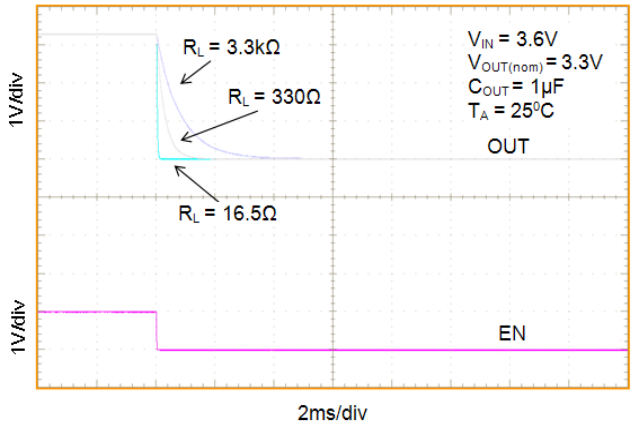 R_L = 3.3kΩ
R_L = 330Ω
R_L = 16.5Ω
V_IN = 3.6V
V_OUT(nom) = 3.3V
C_OUT = 1µF
T_A = 25⁰C
OUT
1V/div
EN
1V/div
2ms/div